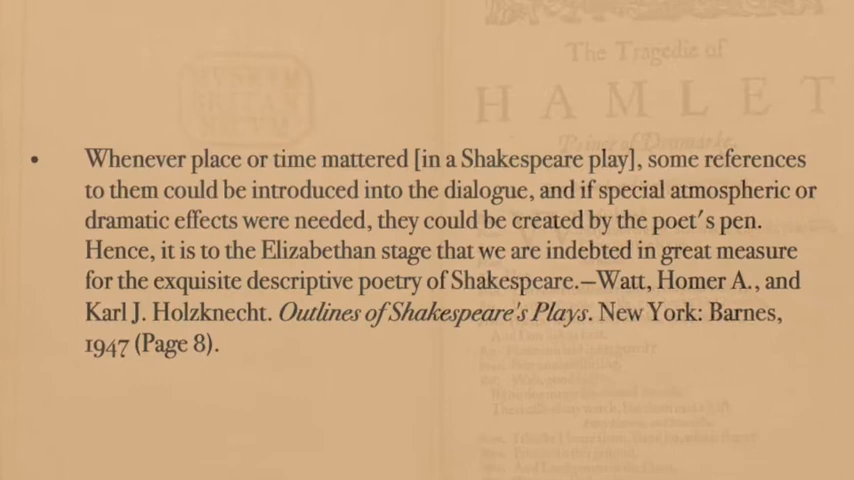 The Tragedie of
HAMLET
Prince of Denmarke.
• Whenever place or time mattered [in a Shakespeare play], some references
to them could be introduced into the dialogue, and if special atmospheric or
dramatic effects were needed, they could be created by the poet's pen.
Hence, it is to the Elizabethan stage that we are indebted in great measure
for the exquisite descriptive poetry of Shakespeare.—Watt, Homer A., and
Karl J. Holzknecht. Outlines of Shakespeare's Plays. New York: Barnes,
1947 (Page 8).